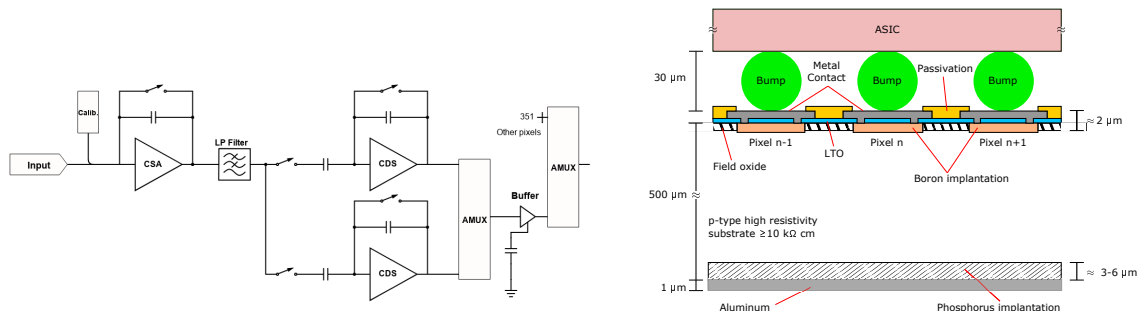 Calib.
Input
CSA
LP Filter
CDS
CDS
AMUX
Buffer
351
Other pixels
AMUX
ASIC
30 µm
Bump
Bump
Bump
Metal
Contact
Passivation
≈ 2 µm
Pixel n-1
LTO
Pixel n
Pixel n+1
Field oxide
Boron implantation
500 µm
p-type high resistivity
substrate ≥10 kΩ cm
≈ 3-6 µm
1 µm
Aluminum
Phosphorus implantation